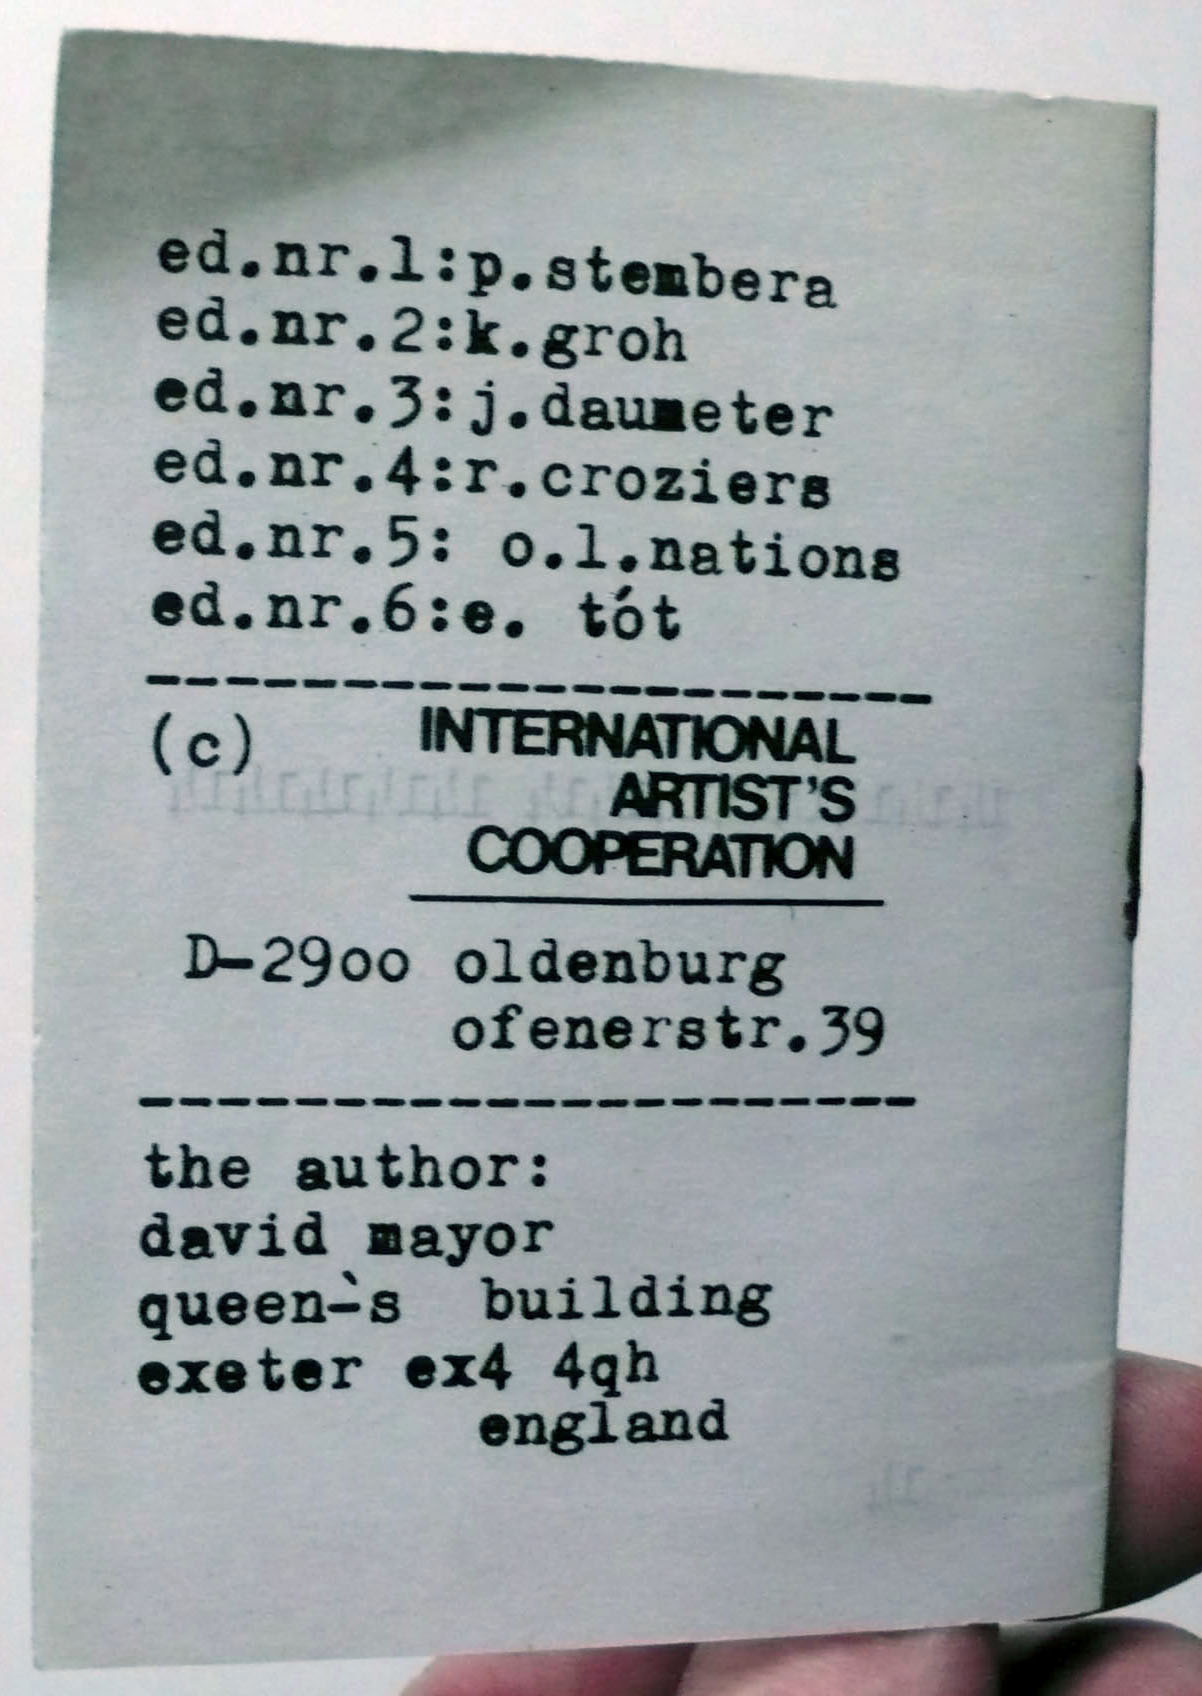 ed.nr.1:p.stembera
ed.nr.2:k.groh
ed.nr.3:j.daumeter
ed.nr.4:r.croziers
ed.nr.5: o.l.nations
ed.nr.6:e. tót
-----------------------
(c) INTERNATIONAL
ARTIST'S
COOPERATION
D-29oo oldenburg
ofenerstr.39
-----------------------
the author:
david mayor
queen-`s building
exeter ex4 4qh
england